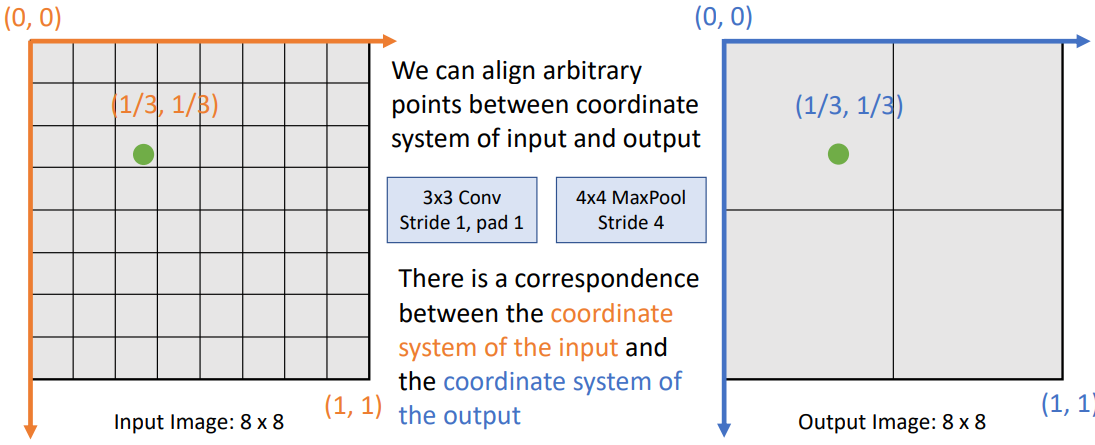 (0, 0)
(1/3, 1/3)
(1, 1)
Input Image: 8 x 8
We can align arbitrary
points between coordinate
system of input and output
3x3 Conv
Stride 1, pad 1
4x4 MaxPool
Stride 4
There is a correspondence
between the coordinate
system of the input and
the coordinate system of
the output
(0, 0)
(1/3, 1/3)
(1, 1)
Output Image: 8 x 8